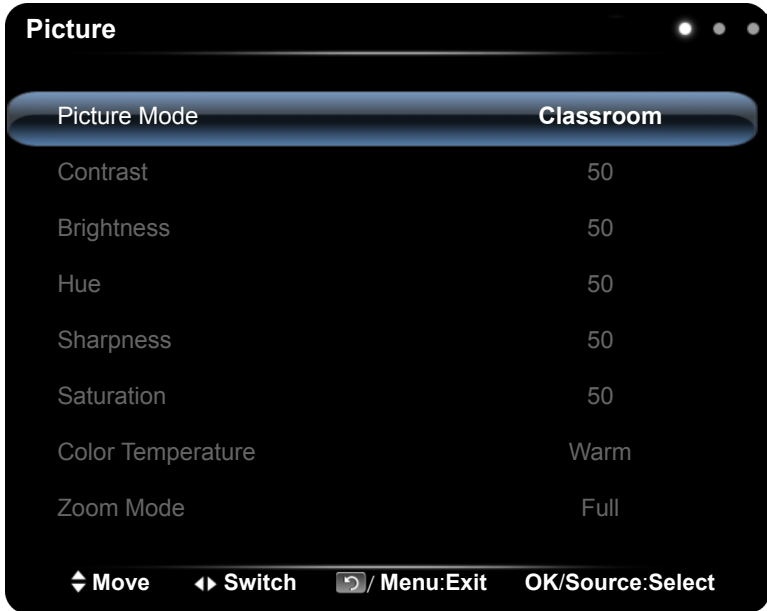 Picture
Picture Mode Classroom
Contrast 50
Brightness 50
Hue 50
Sharpness 50
Saturation 50
Color Temperature Warm
Zoom Mode Full
Move Switch / Menu:Exit OK/Source:Select